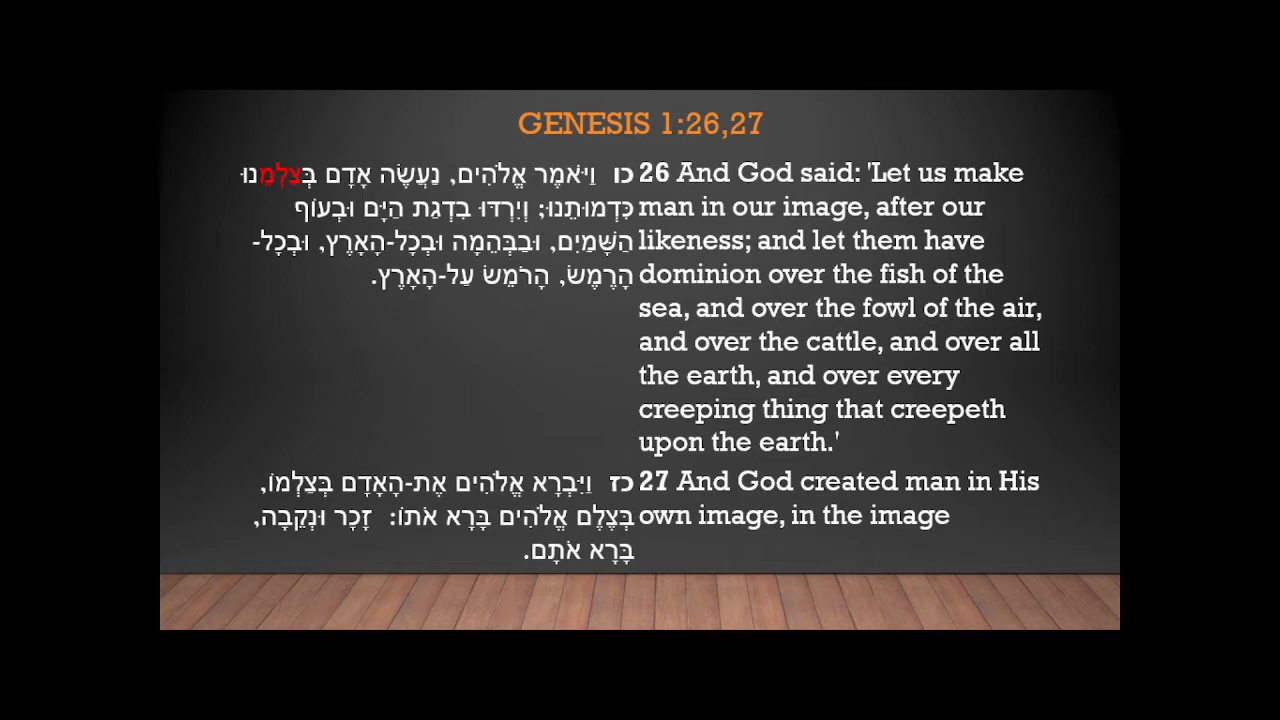 GENESIS 1:26,27
כו וַיֹּאמֶר אֱלֹהִים, נַעֲשֶׂה אָדָם בְּצַלְמֵנוּ
כִּדְמוּתֵנוּ; וְיִרְדּוּ בִדְגַת הַיָּם וּבְעוֹף
הַשָּׁמַיִם, וּבַבְּהֵמָה וּבְכָל-הָאָרֶץ, וּבְכָל-
הָרֶמֶשׂ, הָרֹמֵשׂ עַל-הָאָרֶץ.
26 And God said: 'Let us make
man in our image, after our
likeness; and let them have
dominion over the fish of the
sea, and over the fowl of the air,
and over the cattle, and over all
the earth, and over every
creeping thing that creepeth
upon the earth.'
כז וַיִּבְרָא אֱלֹהִים אֶת-הָאָדָם בְּצַלְמוֹ,
בְּצֶלֶם אֱלֹהִים בָּרָא אֹתוֹ: זָכָר וּנְקֵבָה,
בָּרָא אֹתָם.
27 And God created man in His
own image, in the image